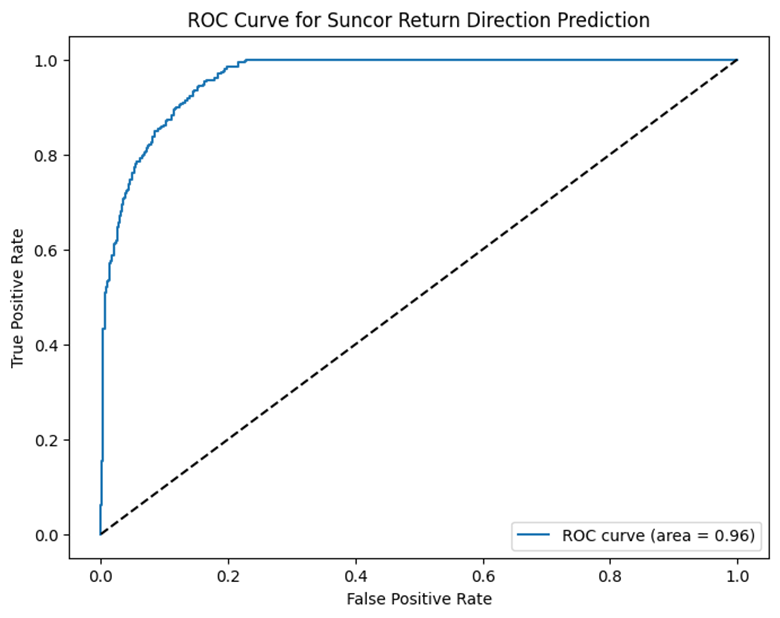 ROC Curve for Suncor Return Direction Prediction
1.0
0.8
0.6
0.4
0.2
0.0
True Positive Rate
ROC curve (area = 0.96)
0.0 0.2 0.4 0.6 0.8 1.0
False Positive Rate